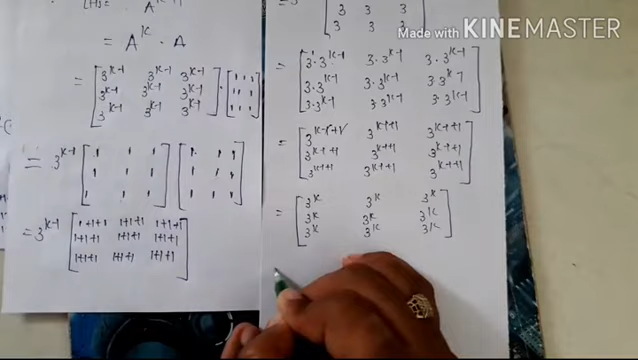 LHS = A^(K+1)
= A^K · A
= [ 3^(K-1) 3^(K-1) 3^(K-1)
3^(K-1) 3^(K-1) 3^(K-1)
3^(K-1) 3^(K-1) 3^(K-1) ] · [ 1 1 1
1 1 1
1 1 1 ]
= 3^(K-1) [ 1 1 1
1 1 1
1 1 1 ] [ 1 1 1
1 1 1
1 1 1 ]
= 3^(K-1) [ 1+1+1 1+1+1 1+1+1
1+1+1 1+1+1 1+1+1
1+1+1 1+1+1 1+1+1 ]
3 3 3
3 3 3
Made with KINEMASTER
= [ 3·3^(K-1) 3·3^(K-1) 3·3^(K-1)
3·3^(K-1) 3·3^(K-1) 3·3^(K-1)
3·3^(K-1) 3·3^(K-1) 3·3^(K-1) ]
= [ 3^(K-1+1) 3^(K-1+1) 3^(K-1+1)
3^(K-1+1) 3^(K-1+1) 3^(K-1+1)
3^(K-1+1) 3^(K-1+1) 3^(K-1+1) ]
= [ 3^K 3^K 3^K
3^K 3^K 3^K
3^K 3^K 3^K ]